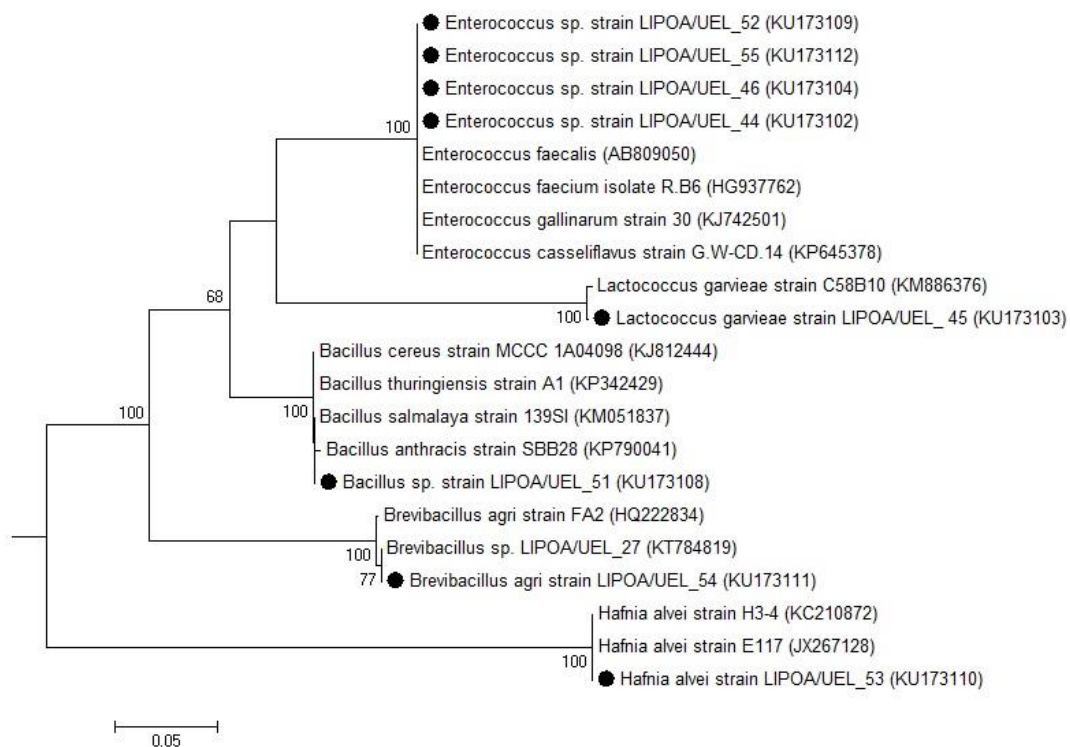 Enterococcus sp. strain LIPOA/UEL_52 (KU173109)
Enterococcus sp. strain LIPOA/UEL_55 (KU173112)
Enterococcus sp. strain LIPOA/UEL_46 (KU173104)
100
Enterococcus sp. strain LIPOA/UEL_44 (KU173102)
Enterococcus faecalis (AB809050)
Enterococcus faecium isolate R.B6 (HG937762)
Enterococcus gallinarum strain 30 (KJ742501)
Enterococcus casseliflavus strain G.W-CD.14 (KP645378)
Lactococcus garvieae strain C58B10 (KM886376)
68
100
Lactococcus garvieae strain LIPOA/UEL_ 45 (KU173103)
Bacillus cereus strain MCCC 1A04098 (KJ812444)
Bacillus thuringiensis strain A1 (KP342429)
100
100
Bacillus salmalaya strain 139SI (KM051837)
Bacillus anthracis strain SBB28 (KP790041)
Bacillus sp. strain LIPOA/UEL_51 (KU173108)
Brevibacillus agri strain FA2 (HQ222834)
100
Brevibacillus sp. LIPOA/UEL_27 (KT784819)
77
Brevibacillus agri strain LIPOA/UEL_54 (KU173111)
Hafnia alvei strain H3-4 (KC210872)
Hafnia alvei strain E117 (JX267128)
100
Hafnia alvei strain LIPOA/UEL_53 (KU173110)
0.05